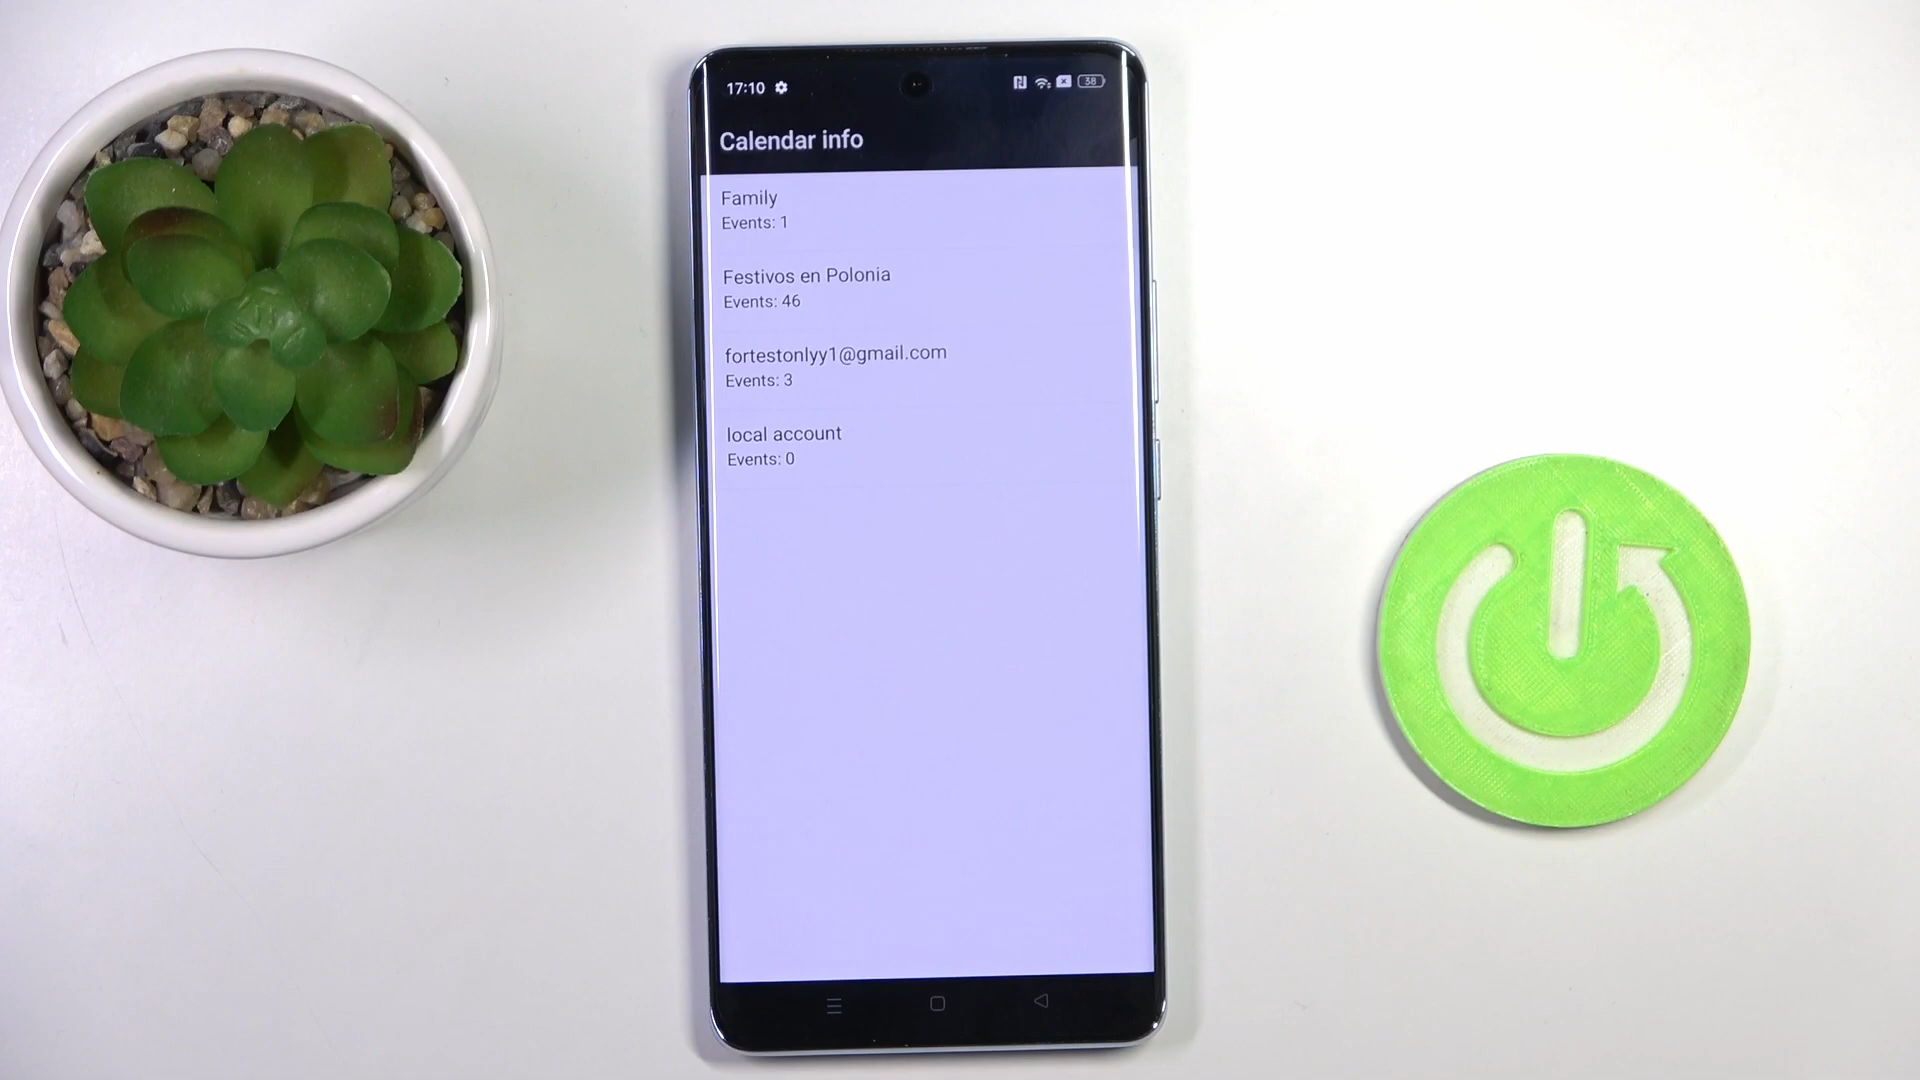 17:10
38
Calendar info
Family
Events: 1
Festivos en Polonia
Events: 46
fortestonlyy1@gmail.com
Events: 3
local account
Events: 0